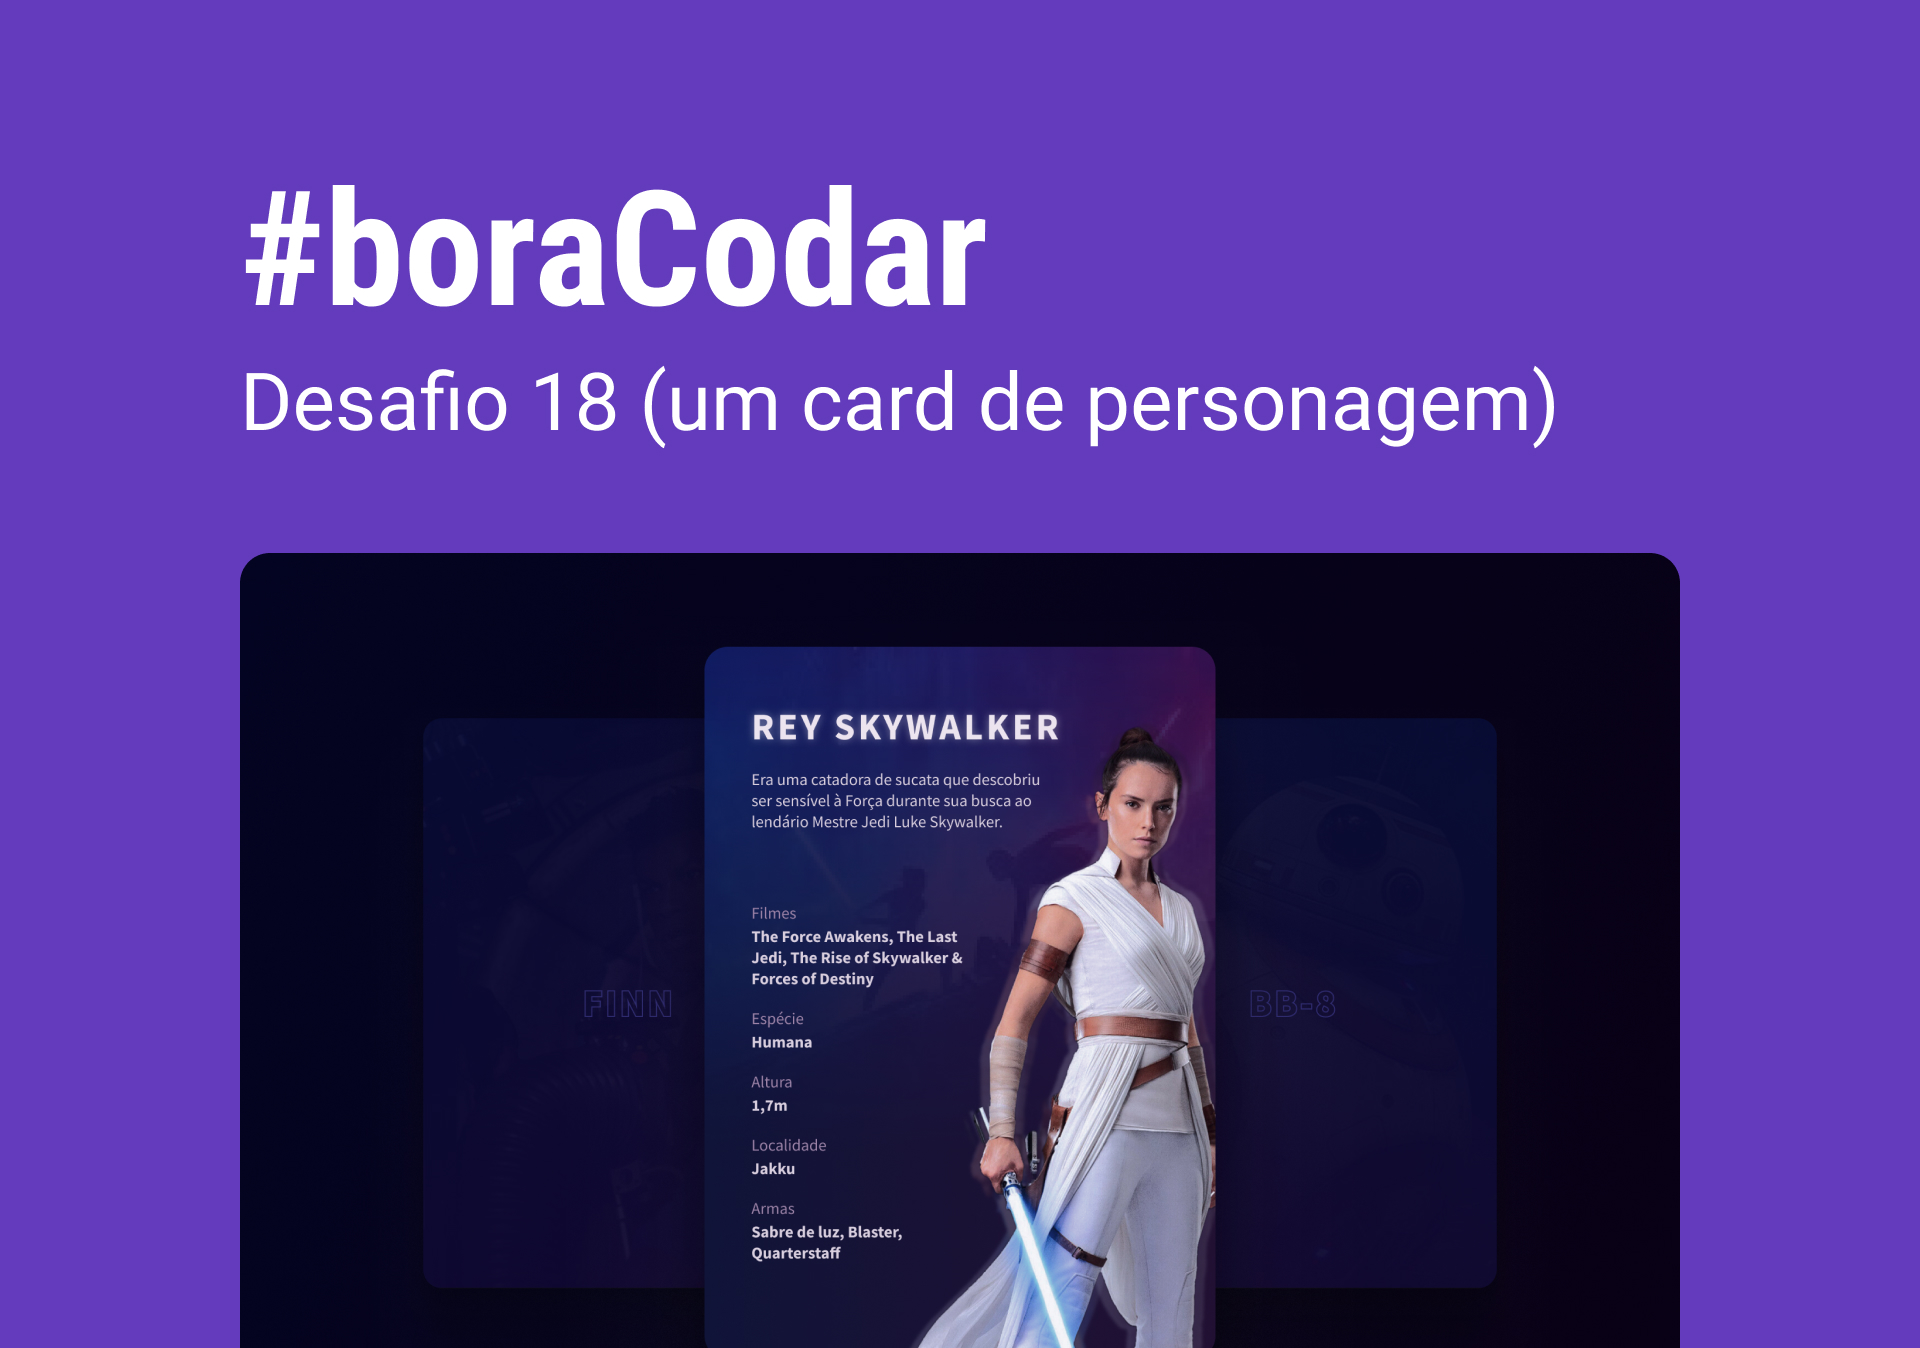 #boraCodar
Desafio 18 (um card de personagem)
REY SKYWALKER
Era uma catadora de sucata que descobriu
ser sensível à Força durante sua busca ao
lendário Mestre Jedi Luke Skywalker.
Filmes
The Force Awakens, The Last
Jedi, The Rise of Skywalker &
Forces of Destiny
Espécie
Humana
Altura
1,7m
Localidade
Jakku
Armas
Sabre de luz, Blaster,
Quarterstaff
FINN
BB-8